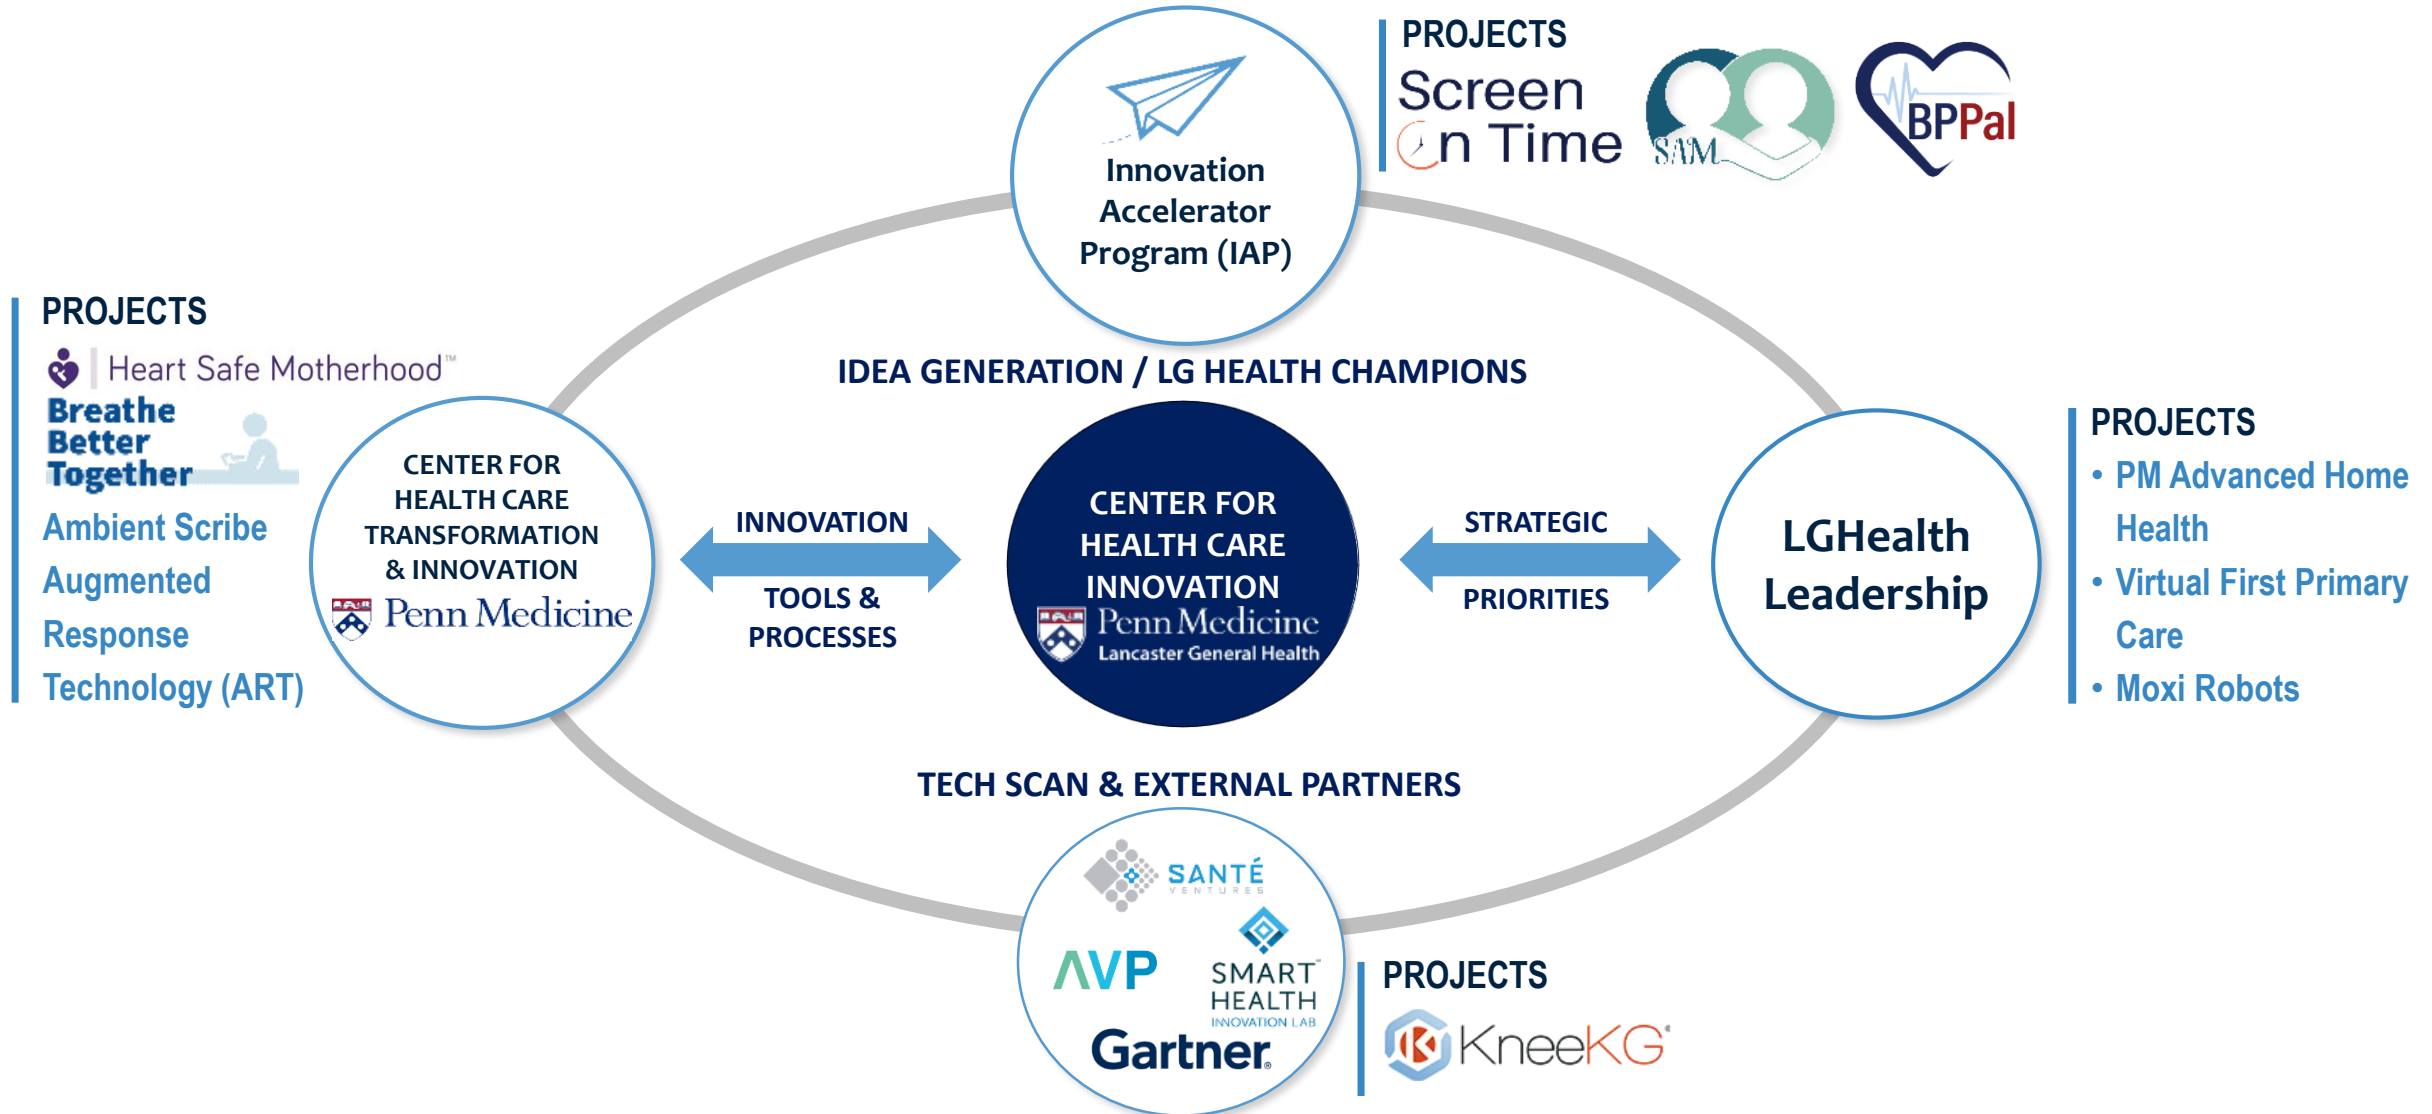 PROJECTS
Screen
On Time
SAM
BPPal
Innovation
Accelerator
Program (IAP)
PROJECTS
Heart Safe Motherhood™
Breathe
Better
Together
Ambient Scribe
Augmented
Response
Technology (ART)
CENTER FOR
HEALTH CARE
TRANSFORMATION
& INNOVATION
Penn Medicine
IDEA GENERATION / LG HEALTH CHAMPIONS
INNOVATION
TOOLS &
PROCESSES
CENTER FOR
HEALTH CARE
INNOVATION
Penn Medicine
Lancaster General Health
STRATEGIC
PRIORITIES
LGHealth
Leadership
PROJECTS
• PM Advanced Home
Health
• Virtual First Primary
Care
• Moxi Robots
TECH SCAN & EXTERNAL PARTNERS
SANTÉ
VENTURES
AVP
SMART™
HEALTH
INNOVATION LAB
Gartner®
PROJECTS
KneeKG®